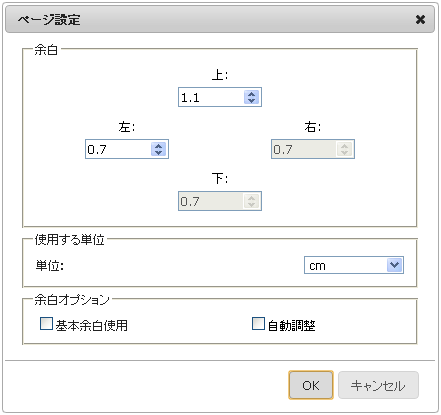 ページ設定
余白
上:
1.1
左: 右:
0.7 0.7
下:
0.7
使用する単位
単位: cm
余白オプション
基本余白使用 自動調整
OK キャンセル